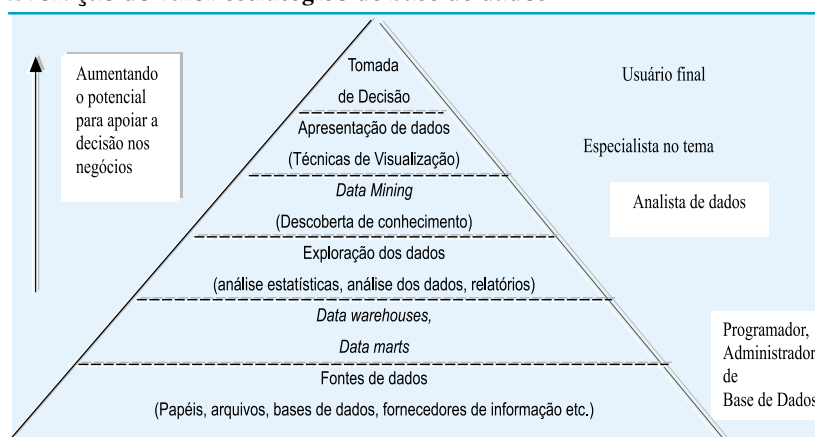 Aumentando
o potencial
para apoiar a
decisão nos
negócios
Tomada
de Decisão
Apresentação de dados
(Técnicas de Visualização)
Data Mining
(Descoberta de conhecimento)
Exploração dos dados
(análise estatísticas, análise dos dados, relatórios)
Data warehouses,
Data marts
Fontes de dados
(Papéis, arquivos, bases de dados, fornecedores de informação etc.)
Usuário final
Especialista no tema
Analista de dados
Programador,
Administrador
de
Base de Dados